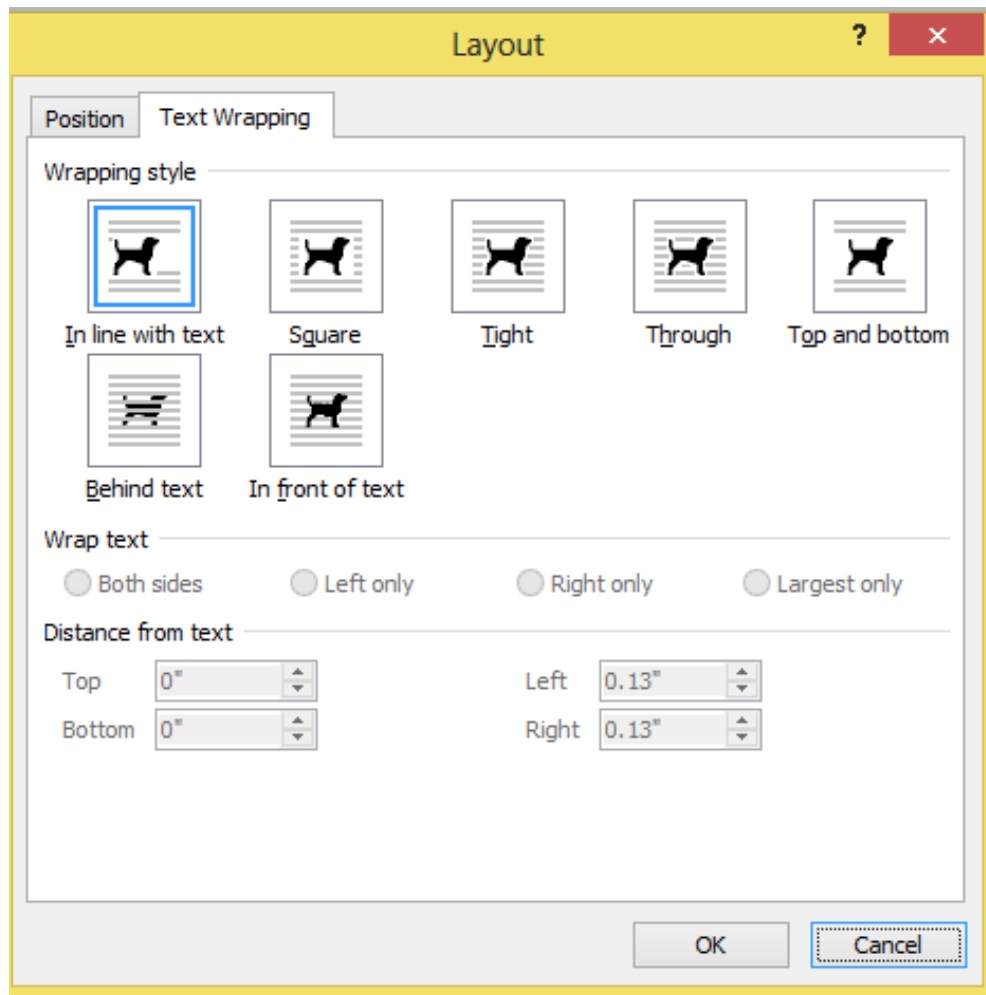 Layout
?
Position Text Wrapping
Wrapping style
In line with text Square Tight Through Top and bottom
Behind text In front of text
Wrap text
Both sides Left only Right only Largest only
Distance from text
Top 0" Left 0.13"
Bottom 0" Right 0.13"
OK Cancel